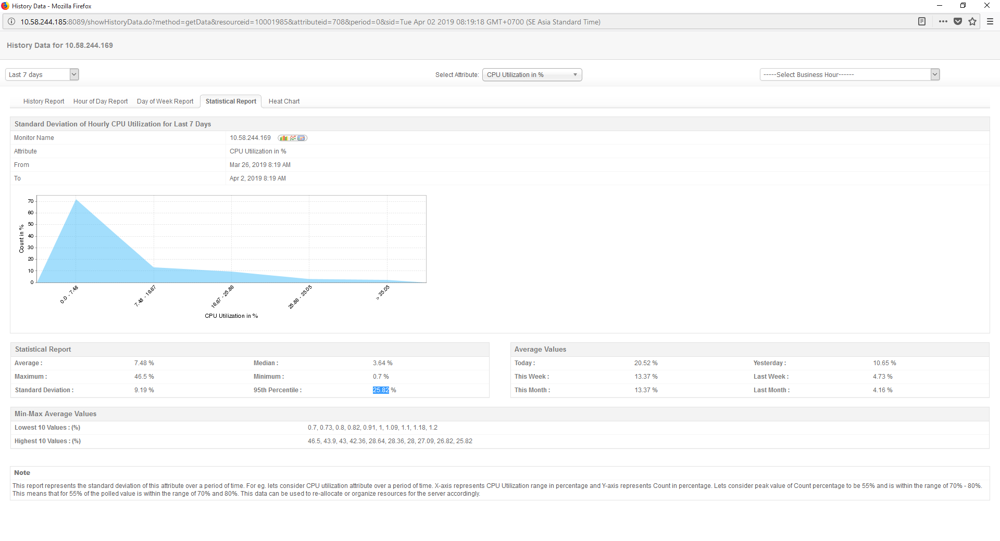 History Data - Mozilla Firefox
10.58.244.185:8089/showHistoryData.do?method=getData&resourceid=10001985&attributeid=708&period=0&sid=Tue Apr 02 2019 08:19:18 GMT+0700 (SE Asia Standard Time)
History Data for 10.58.244.169
Last 7 days
Select Attribute: CPU Utilization in %
-----Select Business Hour------
History Report Hour of Day Report Day of Week Report Statistical Report Heat Chart
Standard Deviation of Hourly CPU Utilization for Last 7 Days
Monitor Name 10.58.244.169
Attribute CPU Utilization in %
From Mar 26, 2019 8:19 AM
To Apr 2, 2019 8:19 AM
Count in %
70
60
50
40
30
20
10
0
0.0 - 7.48 7.48 - 16.67 16.67 - 25.86 25.86 - 35.05 > 35.05
CPU Utilization in %
Statistical Report
Average : 7.48 % Median : 3.64 %
Maximum : 46.5 % Minimum : 0.7 %
Standard Deviation : 9.19 % 95th Percentile : 25.82 %
Average Values
Today : 20.52 % Yesterday : 10.65 %
This Week : 13.37 % Last Week : 4.73 %
This Month : 13.37 % Last Month : 4.16 %
Min-Max Average Values
Lowest 10 Values : (%) 0.7, 0.73, 0.8, 0.82, 0.91, 1, 1.09, 1.1, 1.18, 1.2
Highest 10 Values : (%) 46.5, 43.9, 43, 42.36, 28.64, 28.36, 28, 27.09, 26.82, 25.82
Note
This report represents the standard deviation of this attribute over a period of time. For eg. lets consider CPU utilization attribute over a period of time. X-axis represents CPU Utilization range in percentage and Y-axis represents Count in percentage. Lets consider peak value of Count percentage to be 55% and is within the range of 70% - 80%.
This means that for 55% of the polled value is within the range of 70% and 80%. This data can be used to re-allocate or organize resources for the server accordingly.